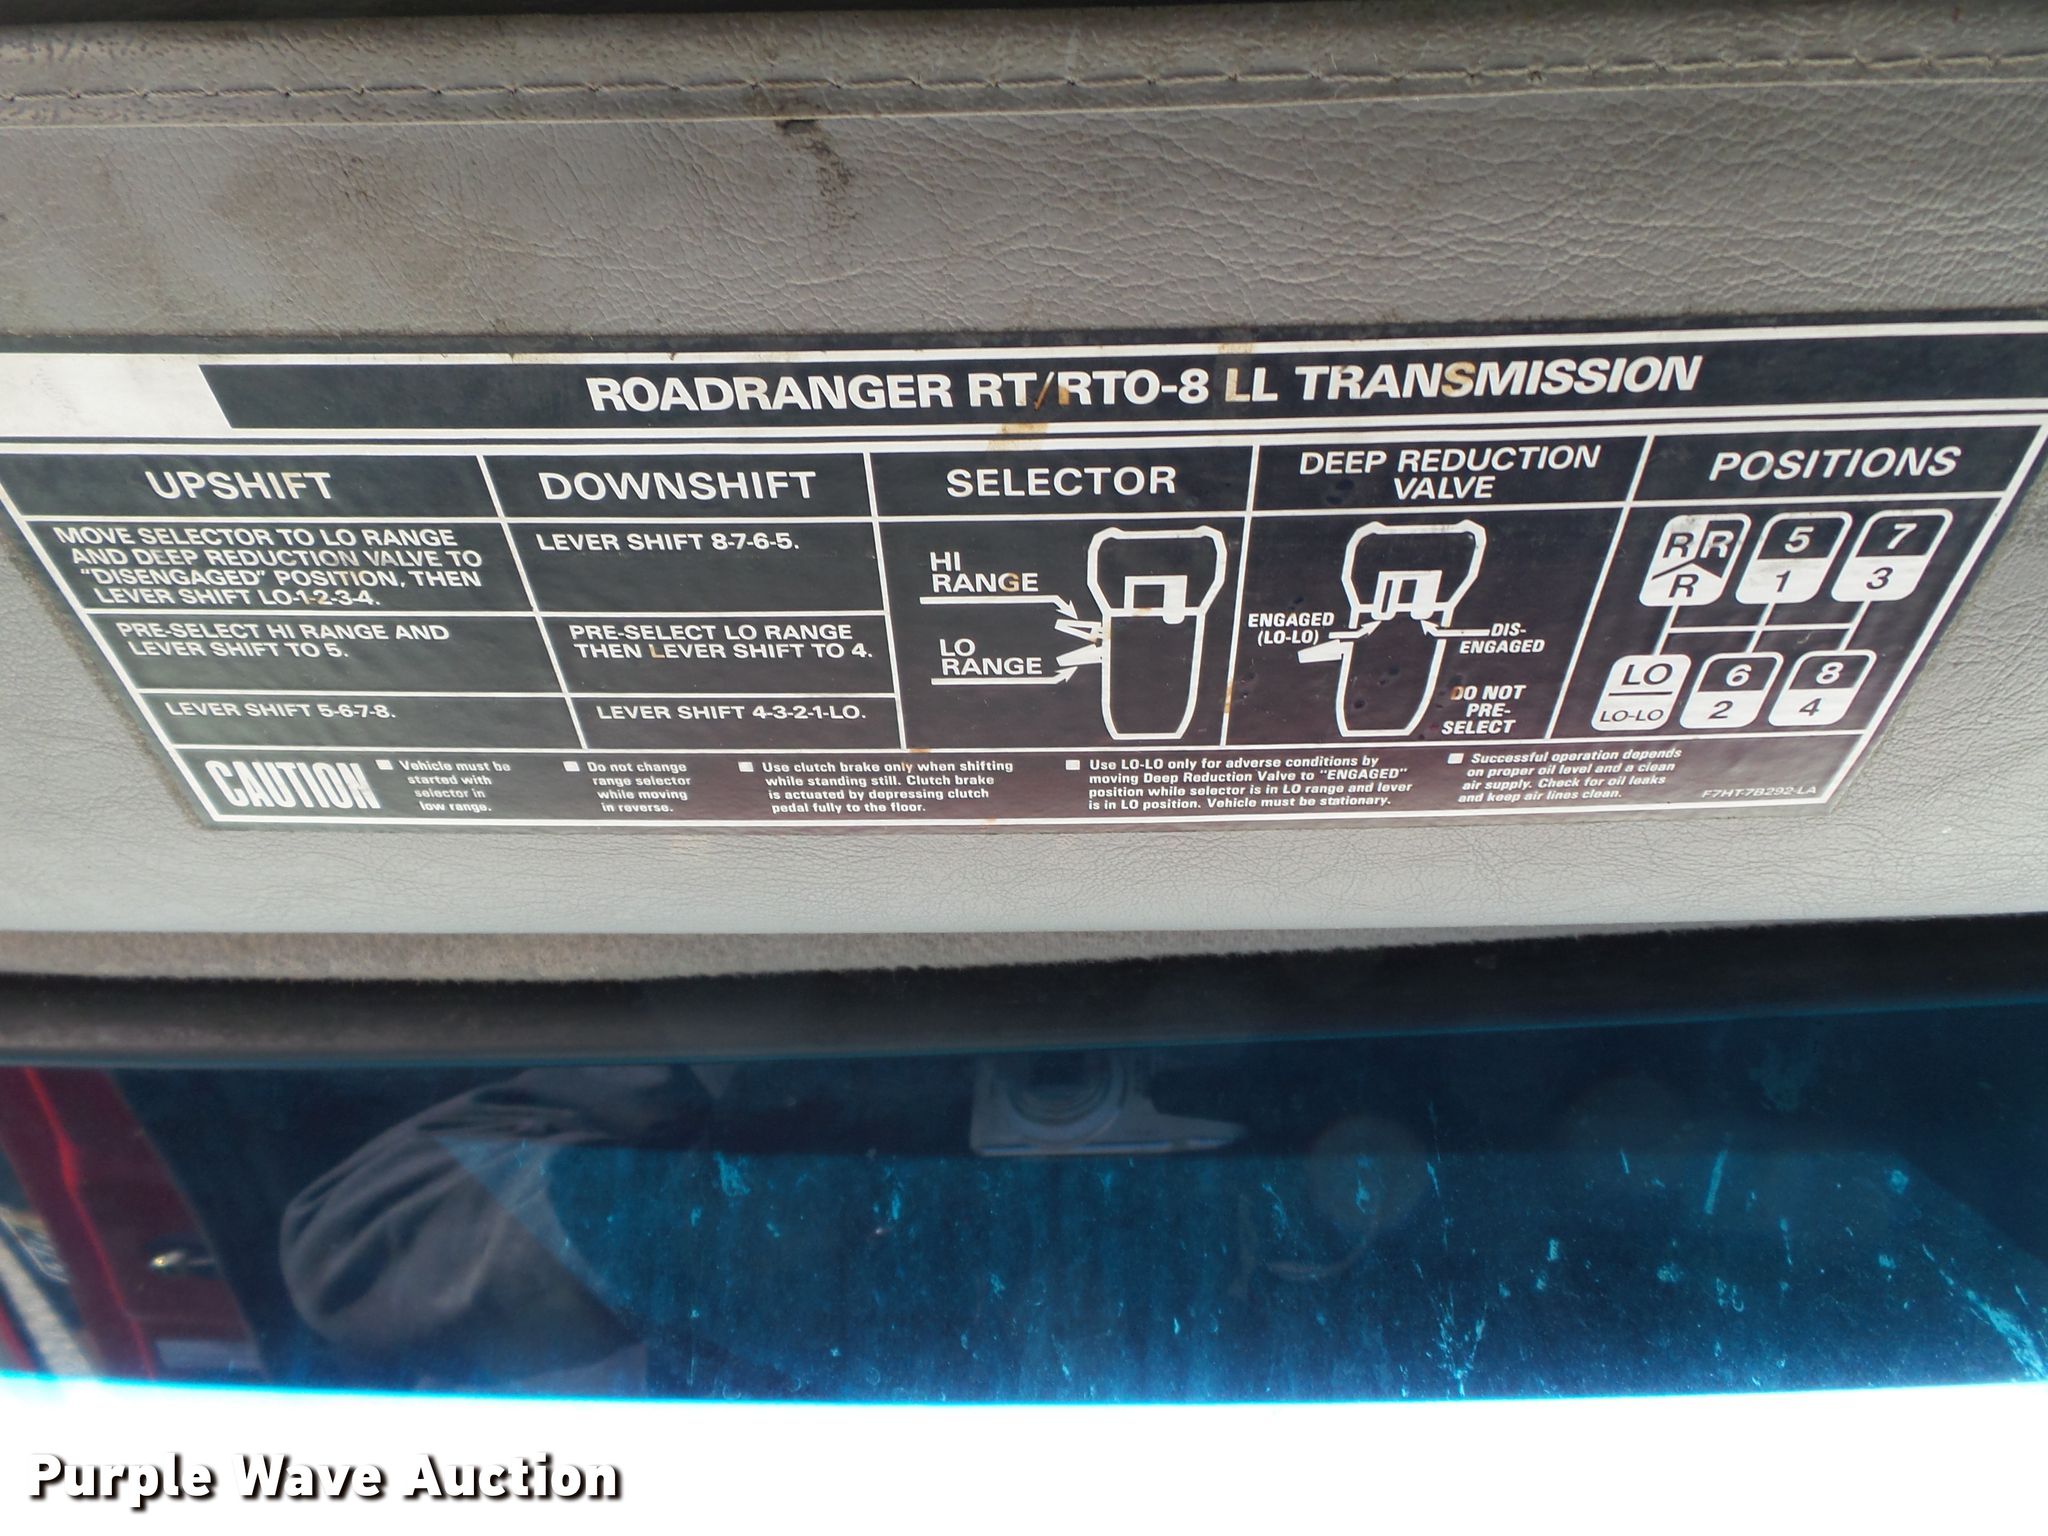 ROADRANGER RT/RTO-8 LL TRANSMISSION
UPSHIFT
DOWNSHIFT
SELECTOR
DEEP REDUCTION
VALVE
POSITIONS
MOVE SELECTOR TO LO RANGE
AND DEEP REDUCTION VALVE TO
"DISENGAGED" POSITION, THEN
LEVER SHIFT LO-1-2-3-4.
LEVER SHIFT 8-7-6-5.
PRE-SELECT HI RANGE AND
LEVER SHIFT TO 5.
PRE-SELECT LO RANGE
THEN LEVER SHIFT TO 4.
LEVER SHIFT 5-6-7-8.
LEVER SHIFT 4-3-2-1-LO.
HI
RANGE
LO
RANGE
ENGAGED
(LO-LO)
DIS-
ENGAGED
DO NOT
PRE-
SELECT
R R 5 7
R 1 3
LO 6 8
LO-LO 2 4
CAUTION
Vehicle must be
started with
selector in
low range.
Do not change
range selector
while moving
in reverse.
Use clutch brake only when shifting
while standing still. Clutch brake
is actuated by depressing clutch
pedal fully to the floor.
Use LO-LO only for adverse conditions by
moving Deep Reduction Valve to "ENGAGED"
position while selector is in LO range and lever
is in LO position. Vehicle must be stationary.
Successful operation depends
on proper oil level and a clean
air supply. Check for oil leaks
and keep air lines clean.
F7HT-7B292-LA
Purple Wave Auction